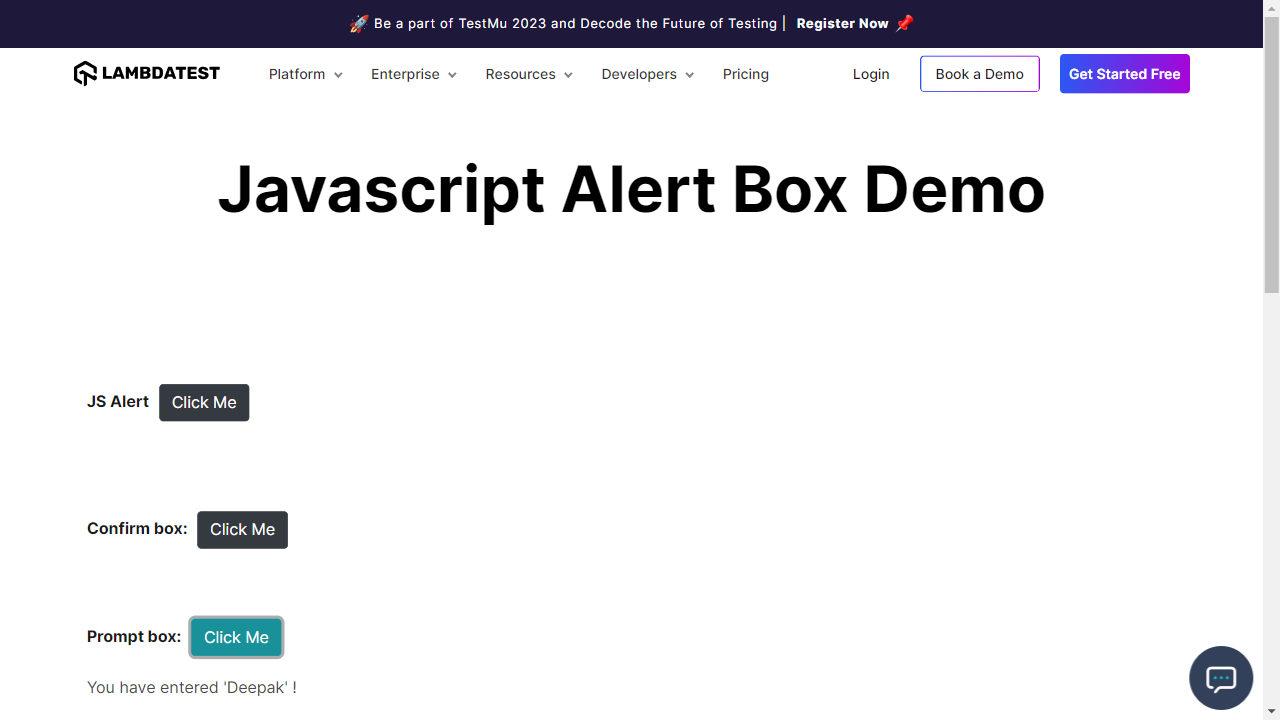 🚀 Be a part of TestMu 2023 and Decode the Future of Testing | Register Now 📌
LAMBDATEST Platform Enterprise Resources Developers Pricing Login Book a Demo Get Started Free
Javascript Alert Box Demo
JS Alert Click Me
Confirm box: Click Me
Prompt box: Click Me
You have entered 'Deepak' !